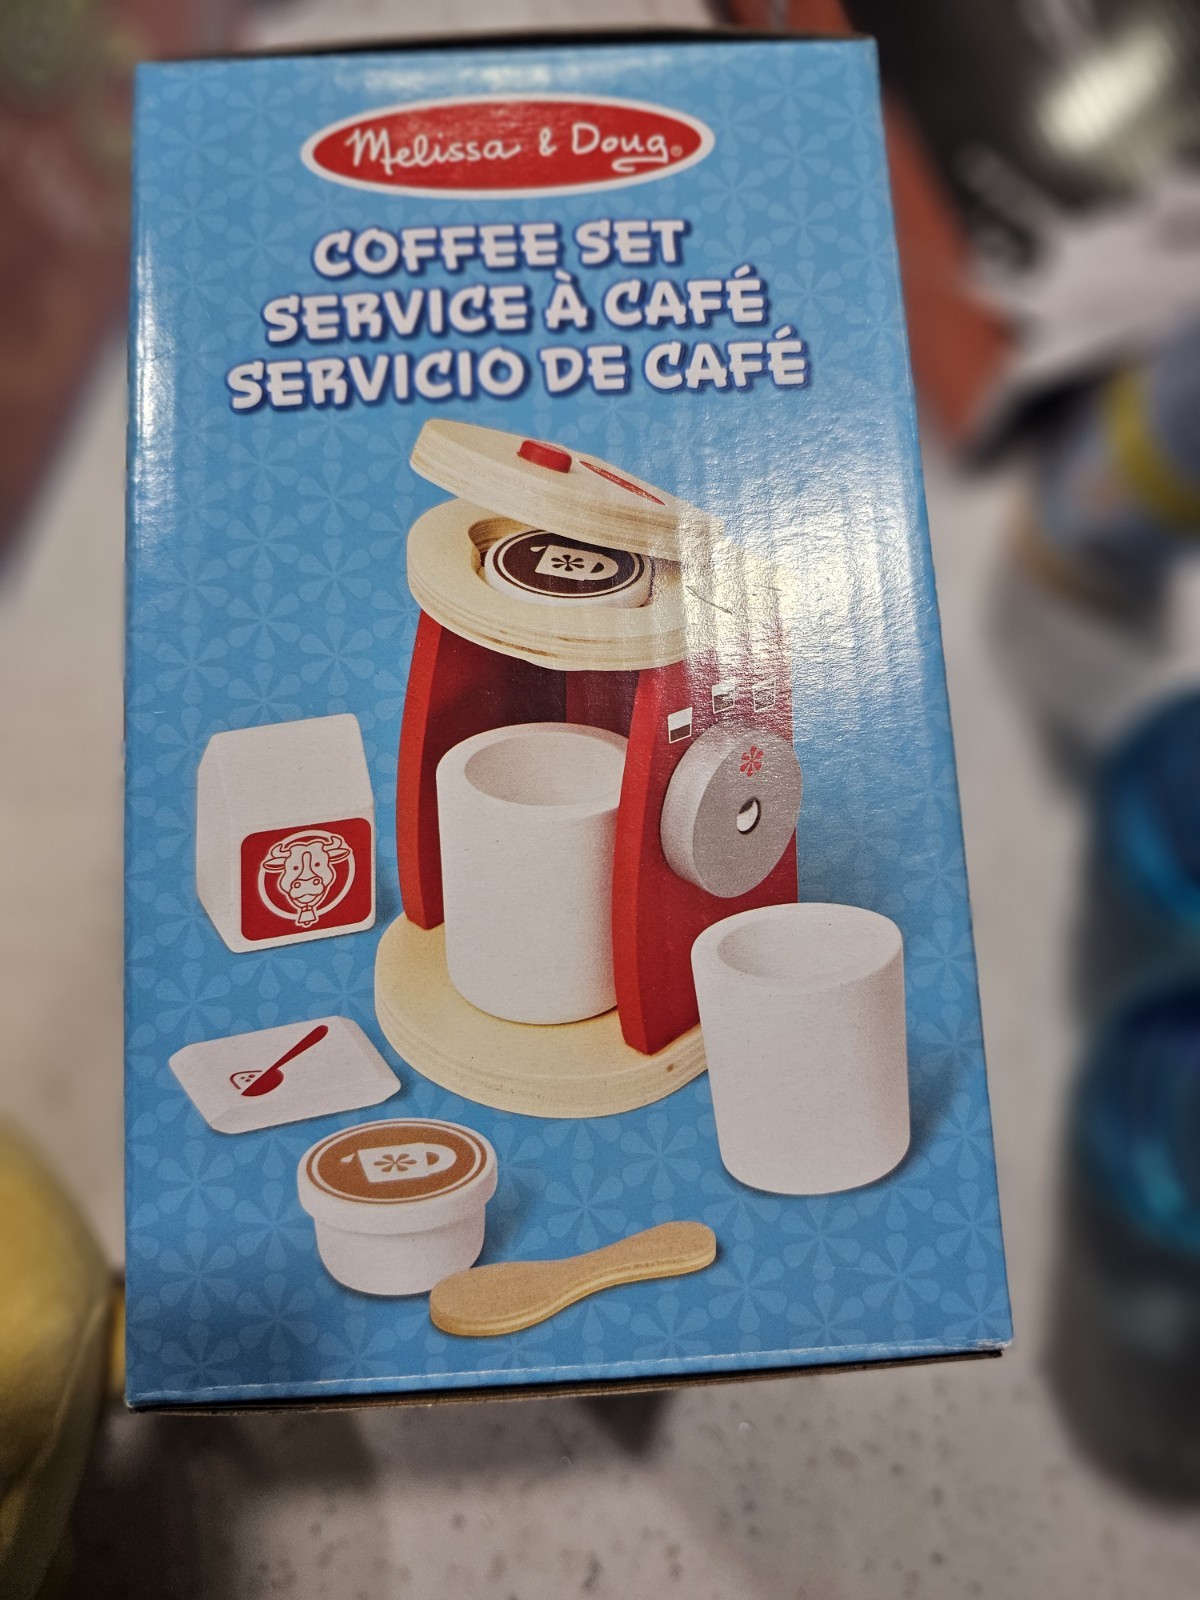 Melissa & Doug®
COFFEE SET
SERVICE À CAFÉ
SERVICIO DE CAFÉ